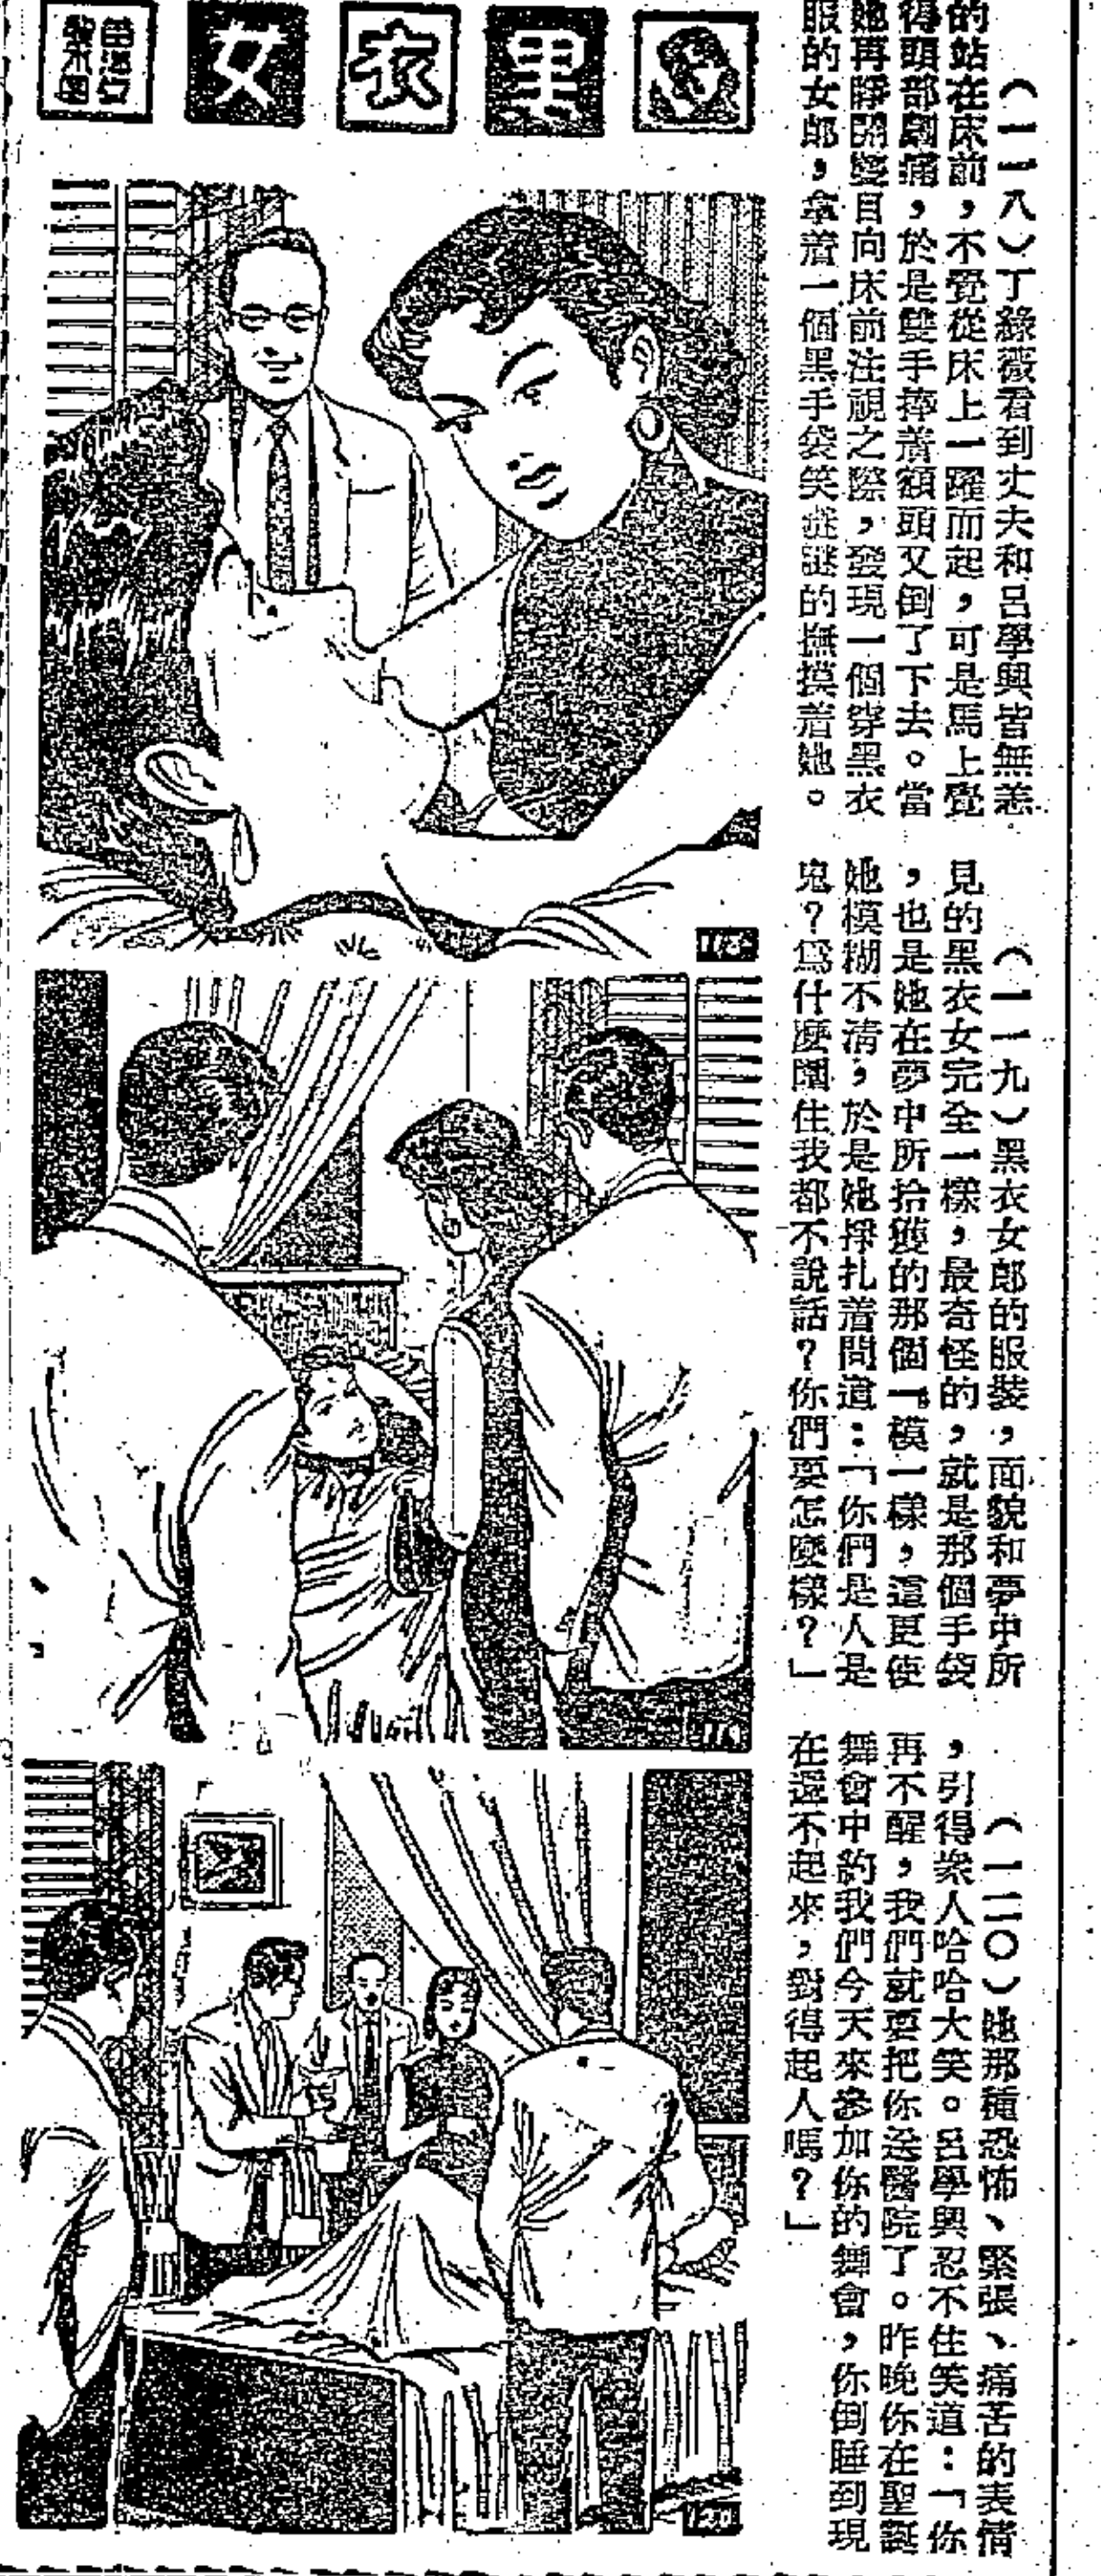 黑衣女
(一一八)丁綠薇看到丈夫和呂學興皆無恙
的站在床前，不覺從床上一躍而起，可是馬上覺
得頭部劇痛，於是雙手捧着額頭又倒了下去。當
她再睜開雙目向床前注視之際，發現一個穿黑衣
服的女郎，拿着一個黑手袋笑謎謎的撫摸着她。
118
(一一九)黑衣女郎的服裝，面貌和夢中所
見的黑衣女完全一樣，最奇怪的，就是那個手袋
，也是她在夢中所拾獲的那個一模一樣，這更使
她模糊不清，於是她掙扎着問道：「你們是人是
鬼？爲什麼圍住我都不說話？你們要怎麼樣？」
119
(一二〇)她那種恐怖、緊張、痛苦的表情
，引得衆人哈哈大笑。呂學興忍不住笑道：「你
再不醒，我們就要把你送醫院了。昨晚你在聖誕
舞會中約我們今天來參加你的舞會，你倒睡到現
在還不起來，對得起人嗎？」
120